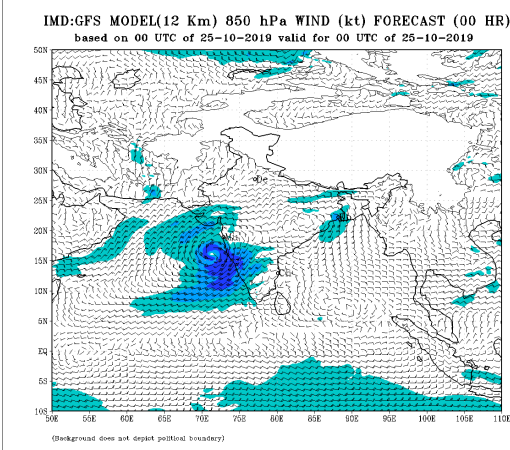 IMD:GFS MODEL(12 Km) 850 hPa WIND (kt) FORECAST (00 HR)
based on 00 UTC of 25-10-2019 valid for 00 UTC of 25-10-2019
50N
45N
40N
35N
30N
25N
20N
15N
10N
5N
EQ
5S
10S
50E 55E 60E 65E 70E 75E 80E 85E 90E 95E 100E 105E 110E
(Background does not depict political boundary)